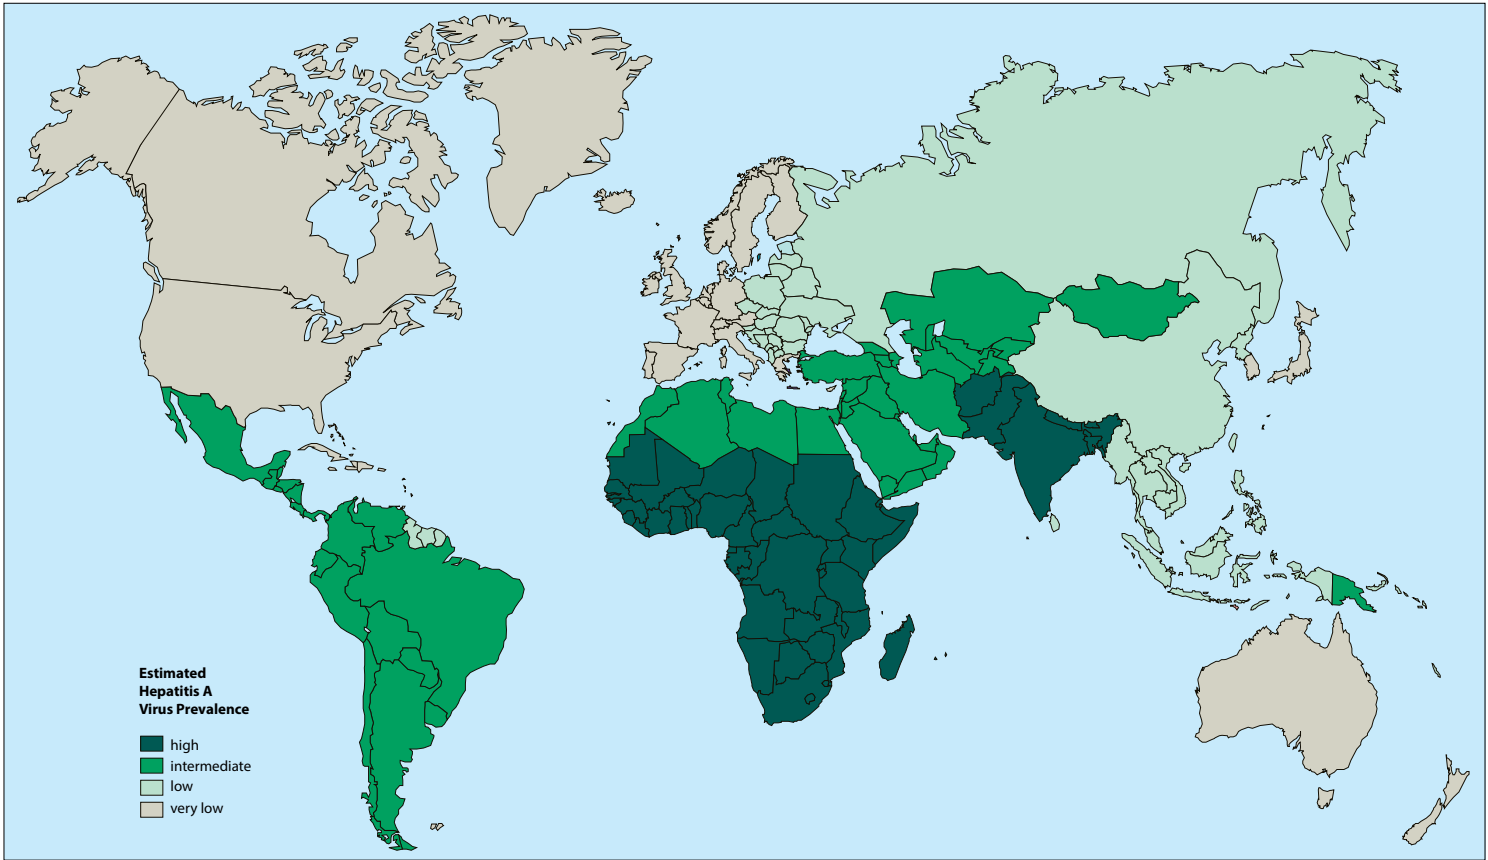 Estimated
Hepatitis A
Virus Prevalence
high
intermediate
low
very low